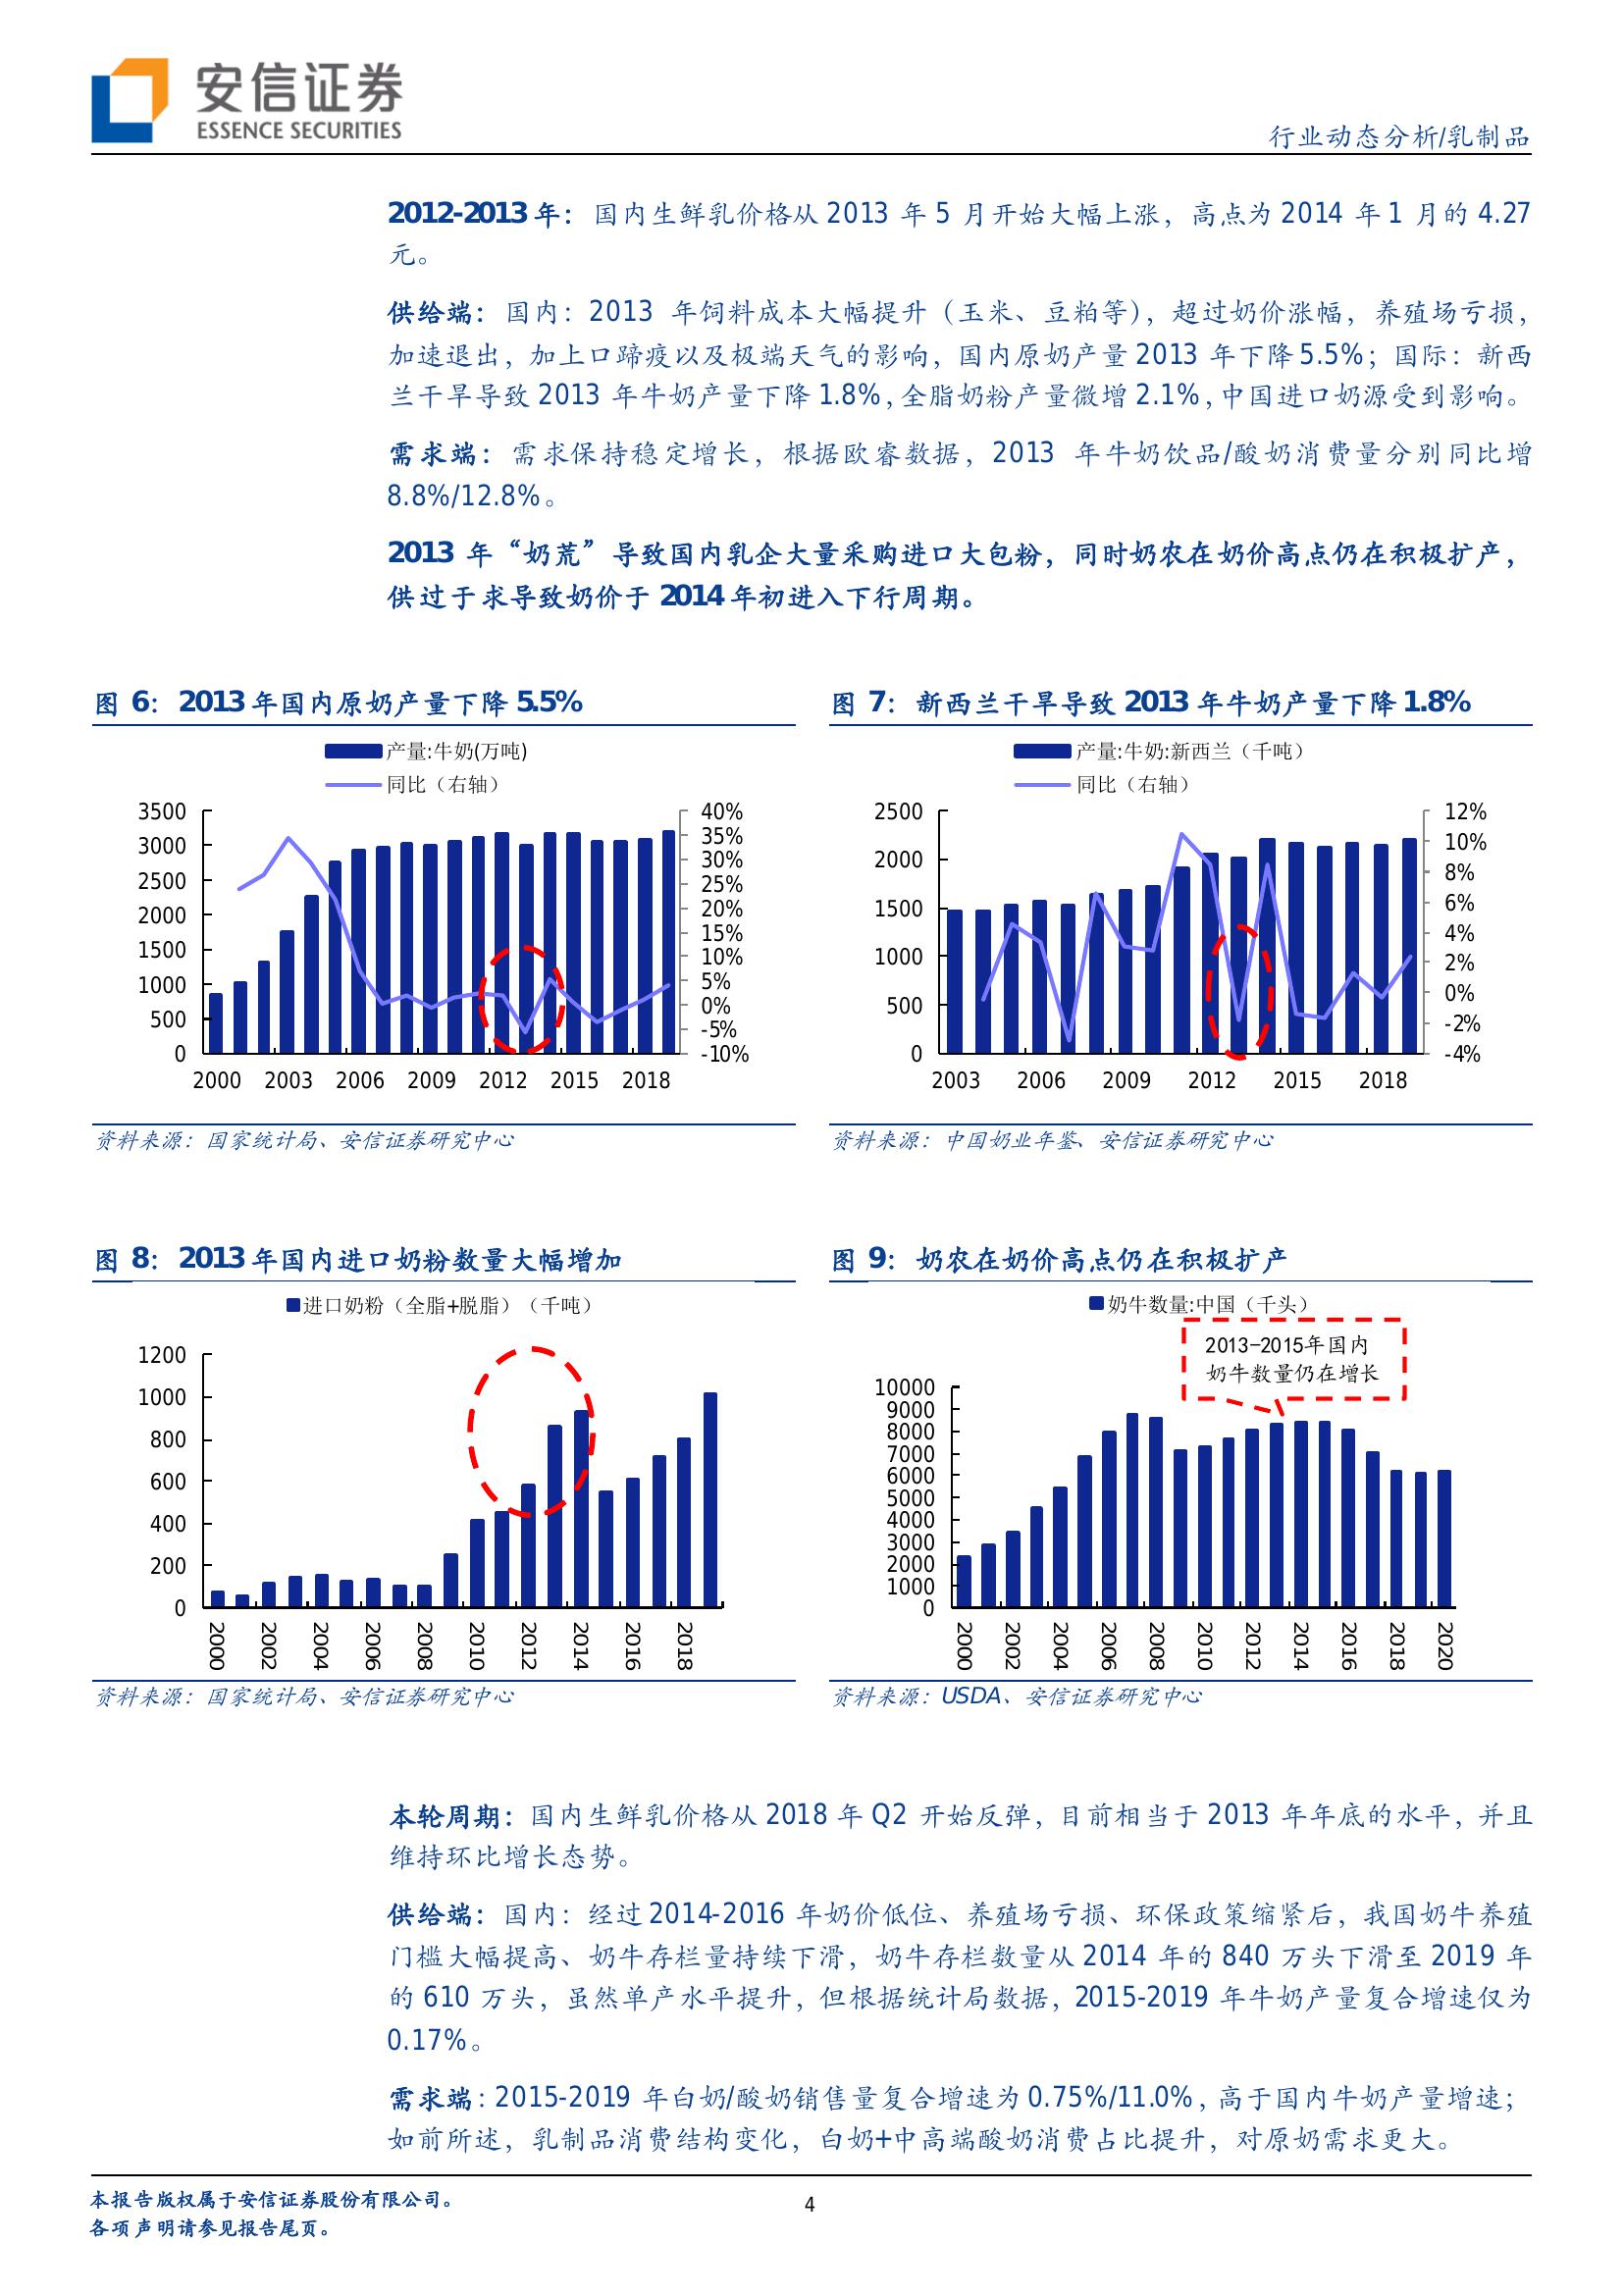 安信证券
ESSENCE SECURITIES
行业动态分析/乳制品
2012-2013年：国内生鲜乳价格从 2013 年 5 月开始大幅上涨，高点为 2014 年 1 月的 4.27
元。
供给端：国内：2013 年饲料成本大幅提升（玉米、豆粕等），超过奶价涨幅，养殖场亏损，
加速退出，加上口蹄疫以及极端天气的影响，国内原奶产量 2013 年下降 5.5%；国际：新西
兰干旱导致 2013 年牛奶产量下降 1.8%，全脂奶粉产量微增 2.1%，中国进口奶源受到影响。
需求端：需求保持稳定增长，根据欧睿数据，2013 年牛奶饮品/酸奶消费量分别同比增
8.8%/12.8%。
2013 年“奶荒”导致国内乳企大量采购进口大包粉，同时奶农在奶价高点仍在积极扩产，
供过于求导致奶价于 2014 年初进入下行周期。
图 6：2013 年国内原奶产量下降 5.5%
产量:牛奶(万吨)
同比（右轴）
3500
3000
2500
2000
1500
1000
500
0
40%
35%
30%
25%
20%
15%
10%
5%
0%
-5%
-10%
2000 2003 2006 2009 2012 2015 2018
资料来源：国家统计局、安信证券研究中心
图 7：新西兰干旱导致 2013 年牛奶产量下降 1.8%
产量:牛奶:新西兰（千吨）
同比（右轴）
2500
2000
1500
1000
500
0
12%
10%
8%
6%
4%
2%
0%
-2%
-4%
2003 2006 2009 2012 2015 2018
资料来源：中国奶业年鉴、安信证券研究中心
图 8：2013 年国内进口奶粉数量大幅增加
进口奶粉（全脂+脱脂）（千吨）
1200
1000
800
600
400
200
0
2000 2002 2004 2006 2008 2010 2012 2014 2016 2018
资料来源：国家统计局、安信证券研究中心
图 9：奶农在奶价高点仍在积极扩产
奶牛数量:中国（千头）
2013-2015年国内
奶牛数量仍在增长
10000
9000
8000
7000
6000
5000
4000
3000
2000
1000
0
2000 2002 2004 2006 2008 2010 2012 2014 2016 2018 2020
资料来源：USDA、安信证券研究中心
本轮周期：国内生鲜乳价格从 2018 年 Q2 开始反弹，目前相当于 2013 年年底的水平，并且
维持环比增长态势。
供给端：国内：经过 2014-2016 年奶价低位、养殖场亏损、环保政策缩紧后，我国奶牛养殖
门槛大幅提高、奶牛存栏量持续下滑，奶牛存栏数量从 2014 年的 840 万头下滑至 2019 年
的 610 万头，虽然单产水平提升，但根据统计局数据，2015-2019 年牛奶产量复合增速仅为
0.17%。
需求端：2015-2019 年白奶/酸奶销售量复合增速为 0.75%/11.0%，高于国内牛奶产量增速；
如前所述，乳制品消费结构变化，白奶+中高端酸奶消费占比提升，对原奶需求更大。
本报告版权属于安信证券股份有限公司。
各项声明请参见报告尾页。
4